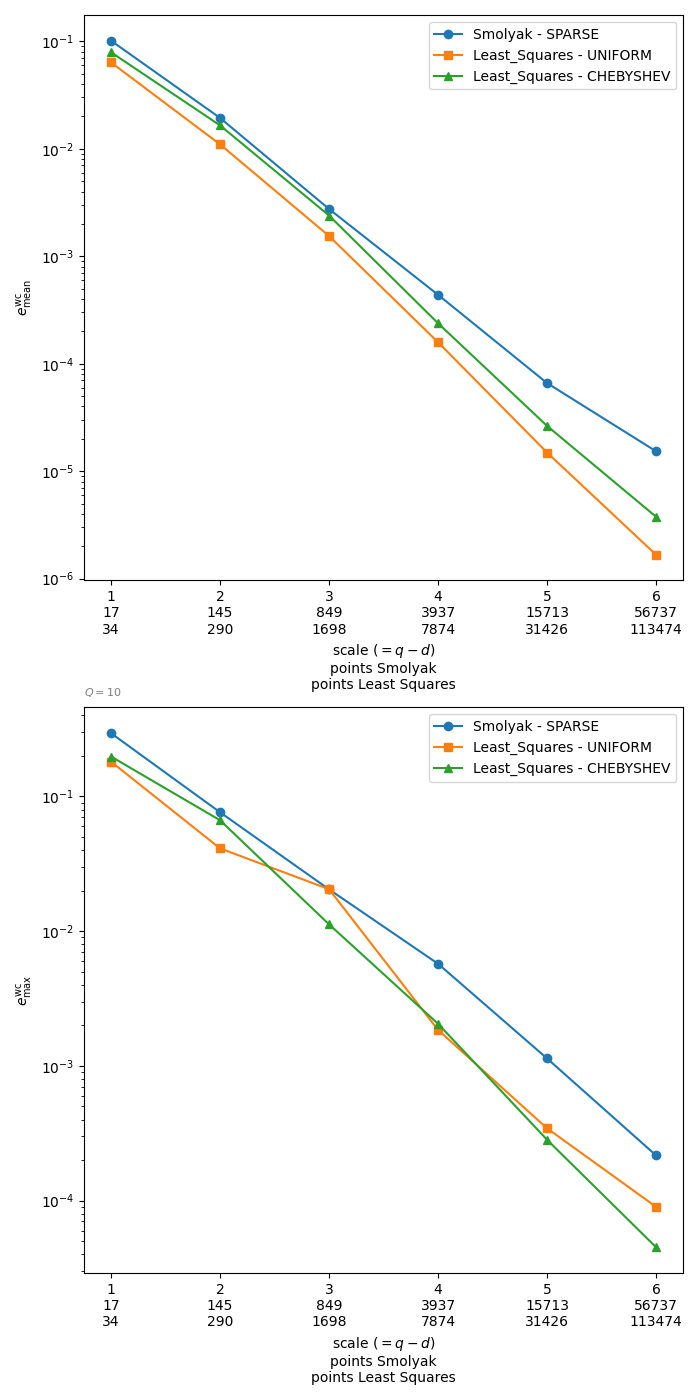 Smolyak - SPARSE
Least_Squares - UNIFORM
Least_Squares - CHEBYSHEV
10⁻¹
10⁻²
10⁻³
10⁻⁴
10⁻⁵
10⁻⁶
e^wc_mean
1 2 3 4 5 6
17 145 849 3937 15713 56737
34 290 1698 7874 31426 113474
scale (= q − d)
points Smolyak
points Least Squares
Q = 10
Smolyak - SPARSE
Least_Squares - UNIFORM
Least_Squares - CHEBYSHEV
10⁻¹
10⁻²
10⁻³
10⁻⁴
e^wc_max
1 2 3 4 5 6
17 145 849 3937 15713 56737
34 290 1698 7874 31426 113474
scale (= q − d)
points Smolyak
points Least Squares